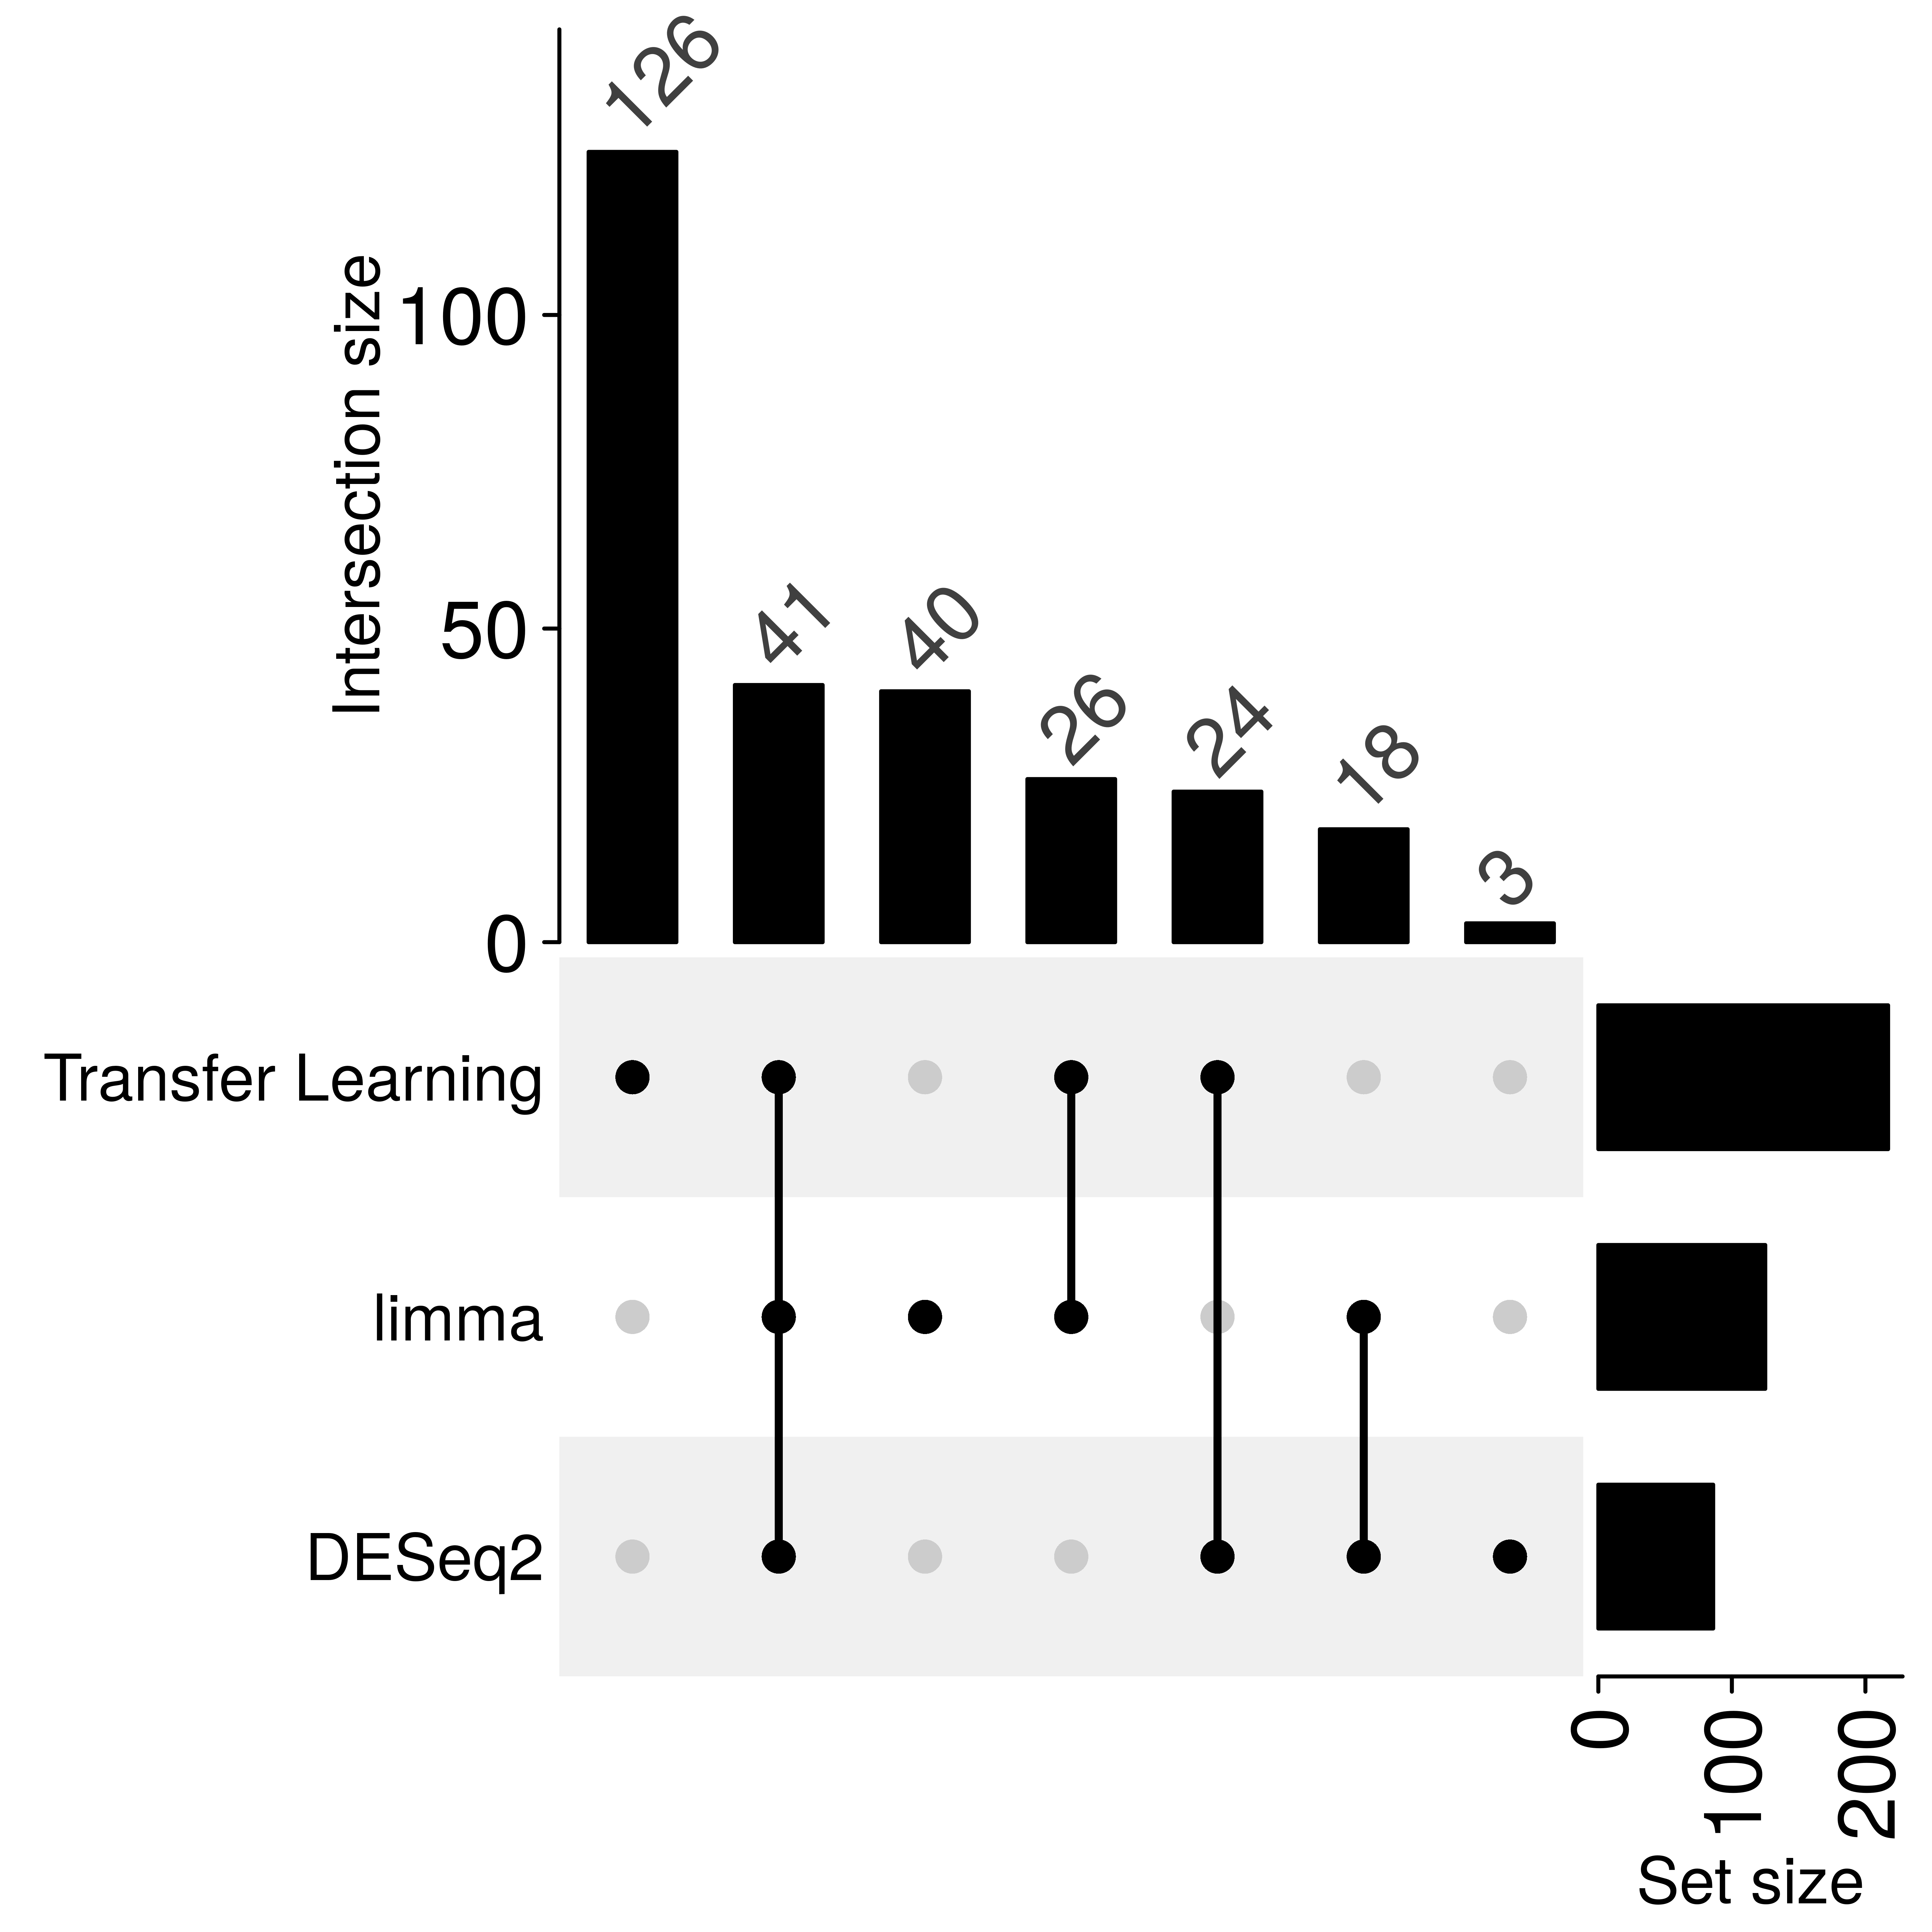 126
41
40
26
24
18
3
Intersection size
100
50
0
Transfer Learning
limma
DESeq2
0
100
200
Set size